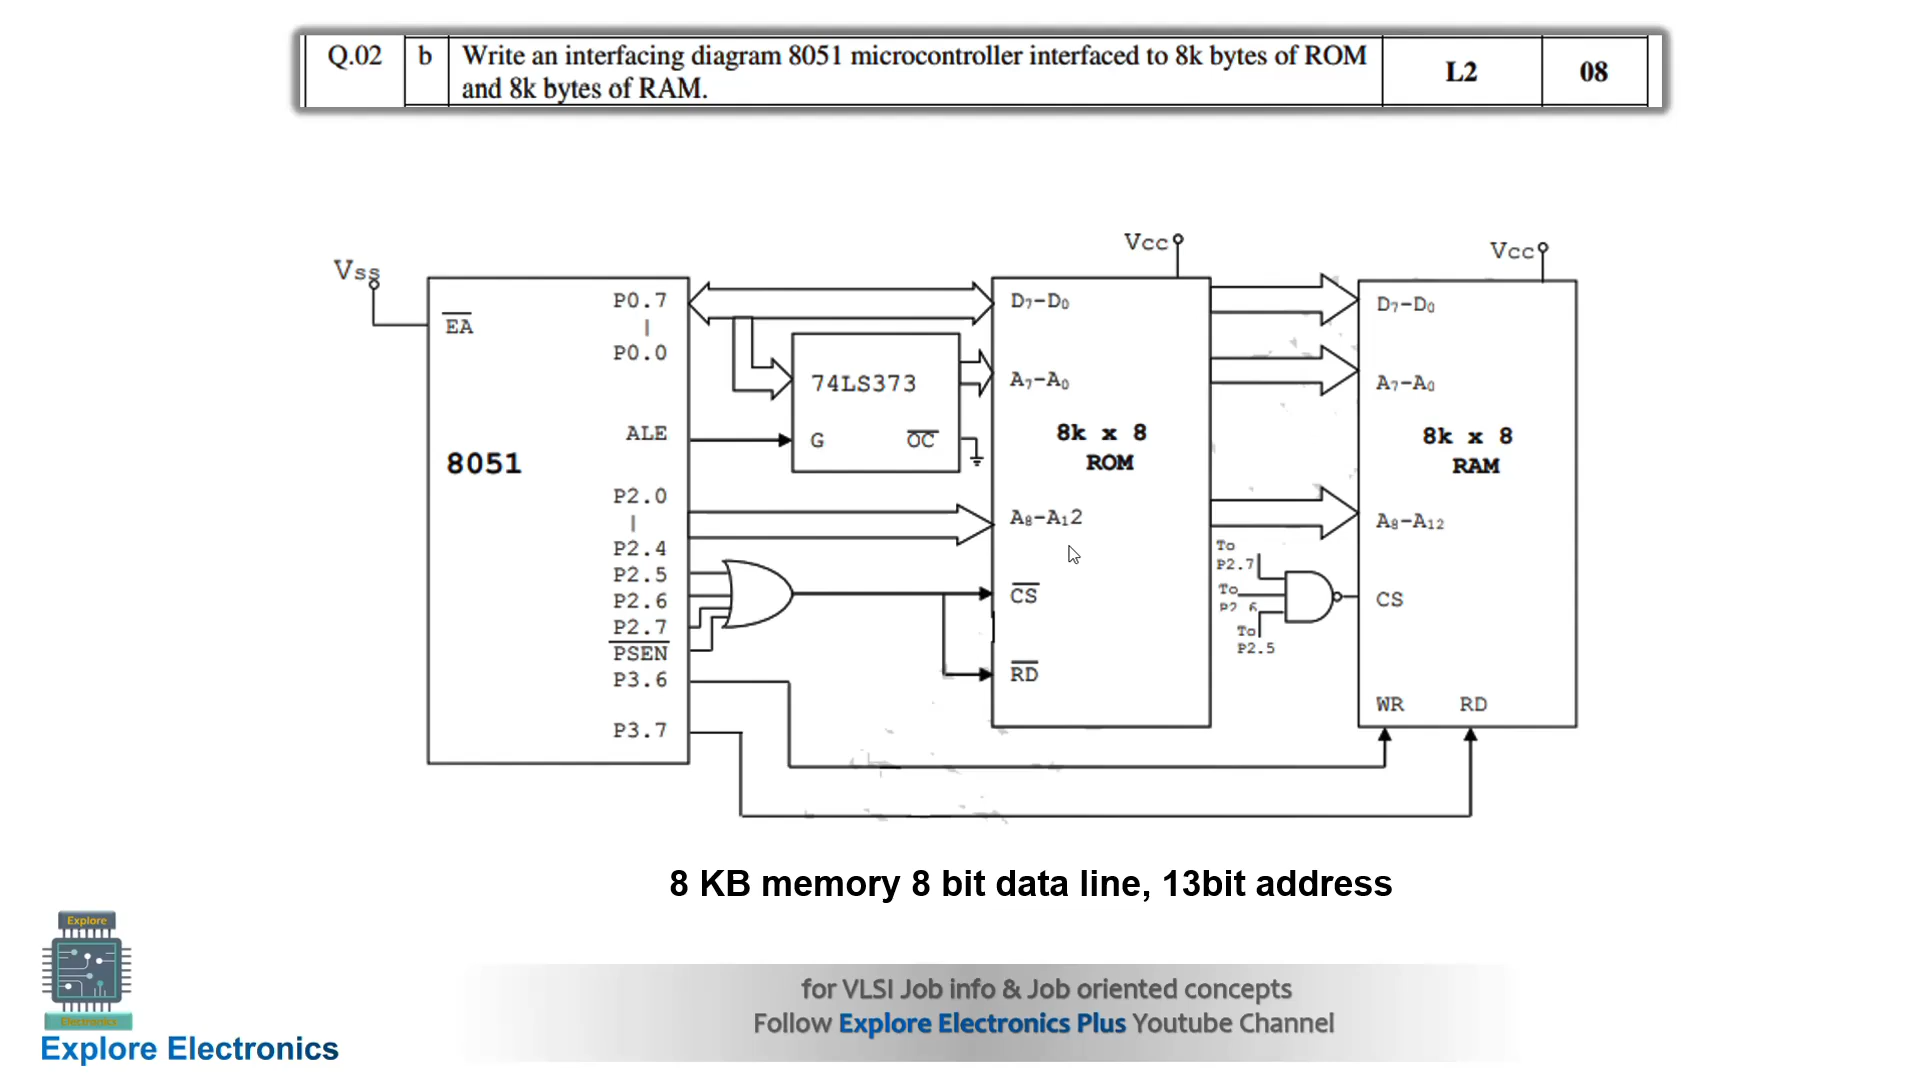 Q.02 b Write an interfacing diagram 8051 microcontroller interfaced to 8k bytes of ROM and 8k bytes of RAM. L2 08
Vss
EA
8051
P0.7
|
P0.0
ALE
P2.0
|
P2.4
P2.5
P2.6
P2.7
PSEN
P3.6
P3.7
74LS373
G OC
Vcc
D7-D0
A7-A0
8k x 8
ROM
A8-A12
CS
RD
Vcc
D7-D0
A7-A0
8k x 8
RAM
A8-A12
To
P2.7
To
P2.6
To
P2.5
CS
WR RD
8 KB memory 8 bit data line, 13bit address
Explore
Electronics
Explore Electronics
for VLSI Job info & Job oriented concepts
Follow Explore Electronics Plus Youtube Channel